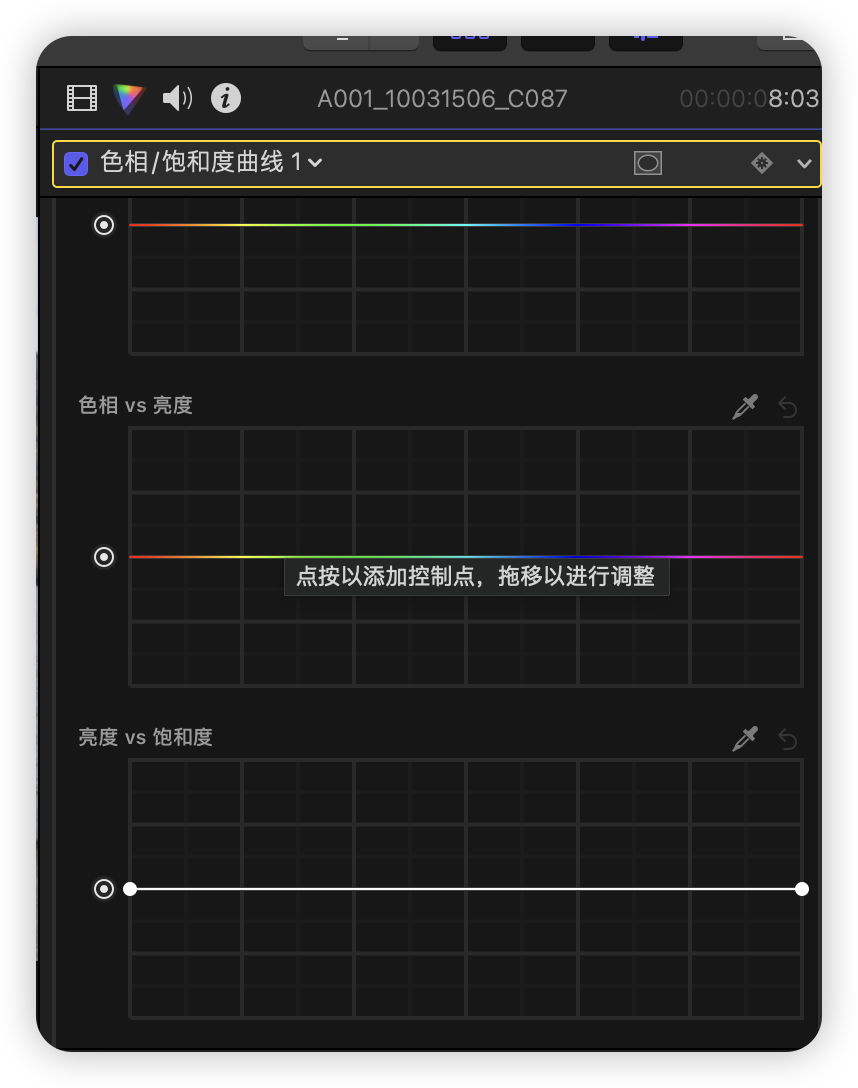 A001_10031506_C087
00:00:08:03
色相/饱和度曲线 1
色相 vs 亮度
点按以添加控制点，拖移以进行调整
亮度 vs 饱和度